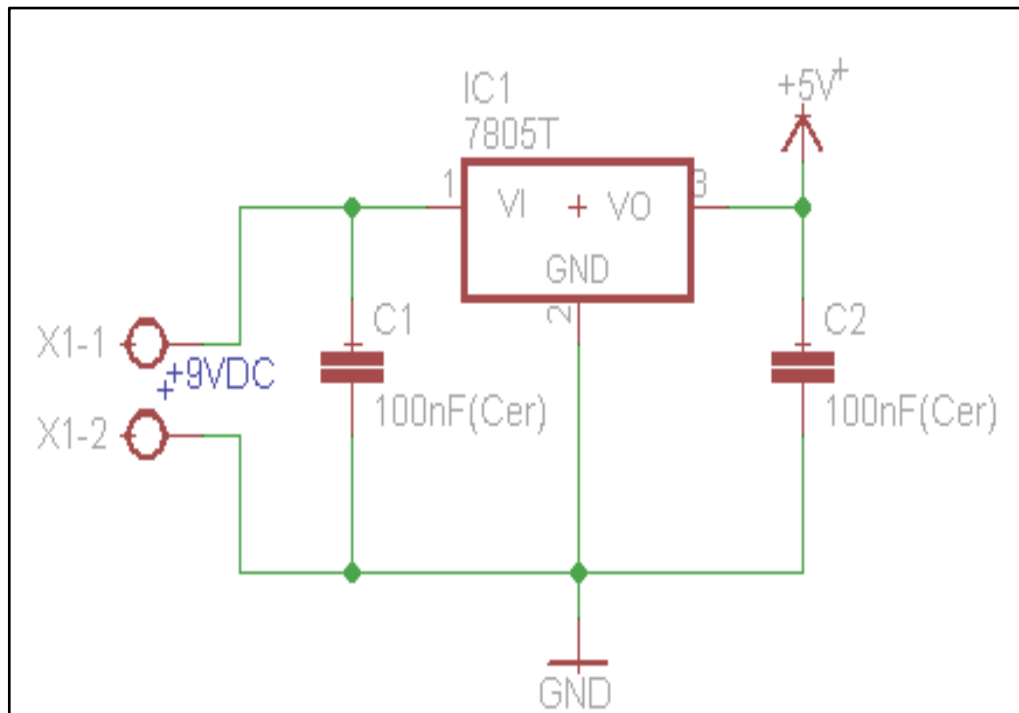 IC1
7805T
+5V
1
VI
VO
3
GND
2
X1-1
+9VDC
X1-2
C1
100nF(Cer)
C2
100nF(Cer)
GND